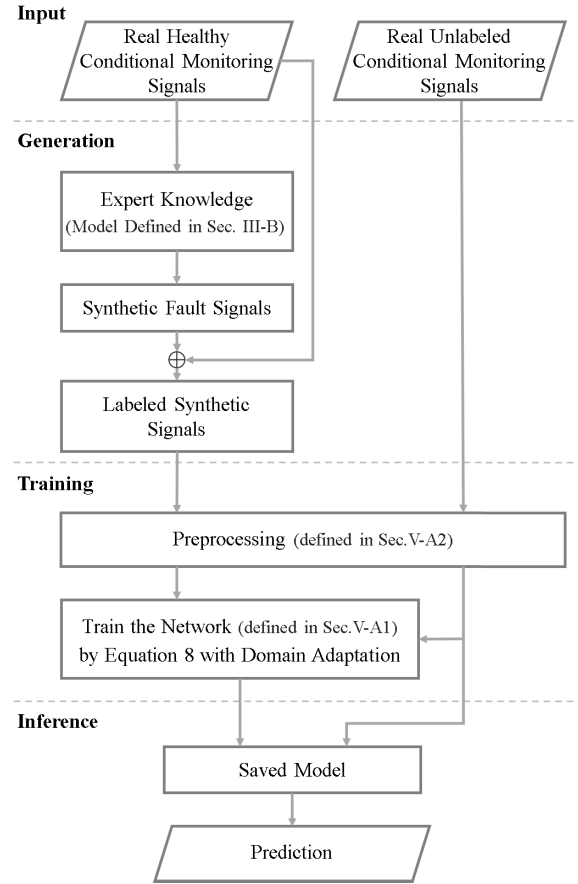 Input
Real Healthy
Conditional Monitoring
Signals
Real Unlabeled
Conditional Monitoring
Signals
Generation
Expert Knowledge
(Model Defined in Sec. III-B)
Synthetic Fault Signals
Labeled Synthetic
Signals
Training
Preprocessing (defined in Sec.V-A2)
Train the Network (defined in Sec.V-A1)
by Equation 8 with Domain Adaptation
Inference
Saved Model
Prediction